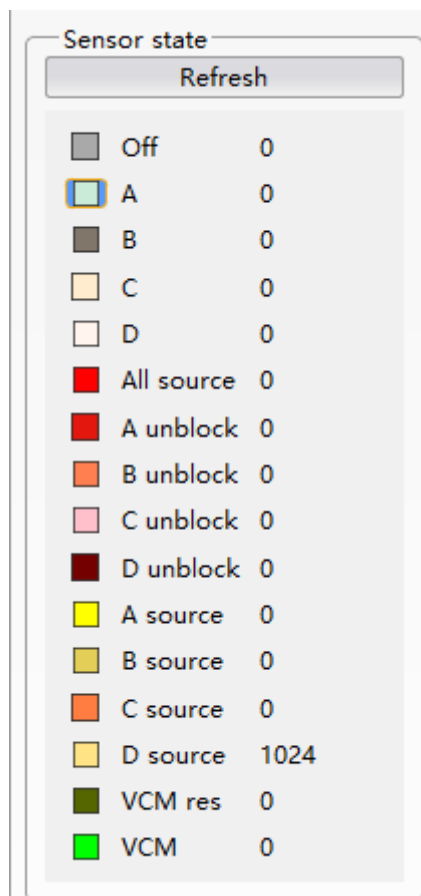 Sensor state
Refresh
Off 0
A 0
B 0
C 0
D 0
All source 0
A unblock 0
B unblock 0
C unblock 0
D unblock 0
A source 0
B source 0
C source 0
D source 1024
VCM res 0
VCM 0